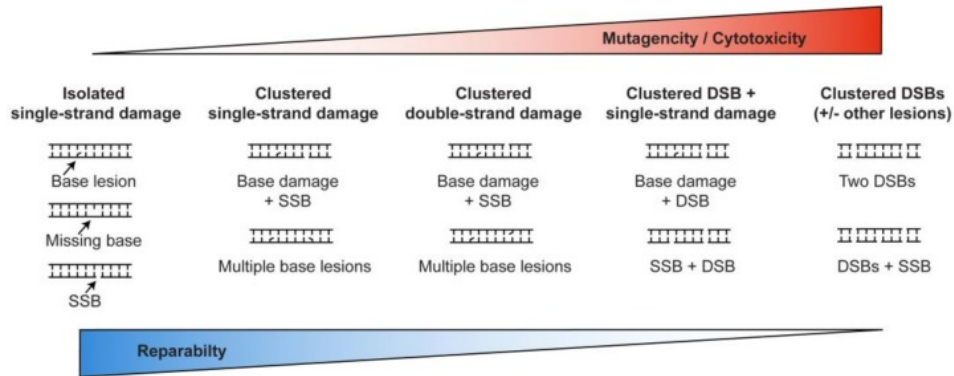 Mutagencity / Cytotoxicity
Isolated
single-strand damage
Base lesion
Missing base
SSB
Clustered
single-strand damage
Base damage
+ SSB
Multiple base lesions
Clustered
double-strand damage
Base damage
+ SSB
Multiple base lesions
Clustered DSB +
single-strand damage
Base damage
+ DSB
SSB + DSB
Clustered DSBs
(+/- other lesions)
Two DSBs
DSBs + SSB
Reparabilty